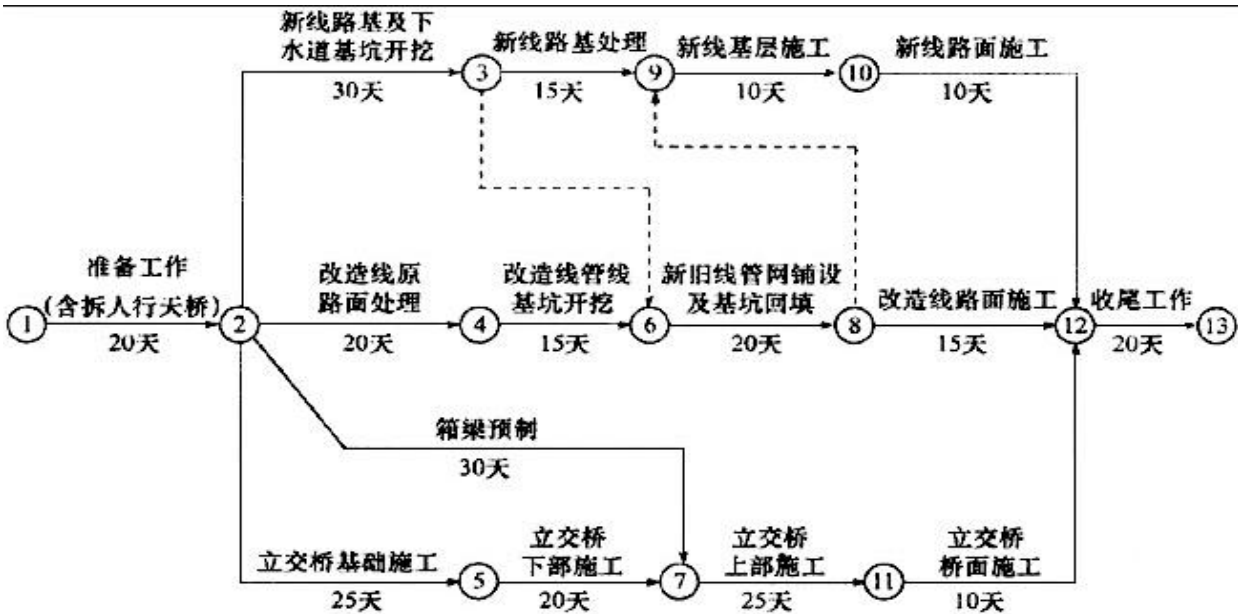 新线路基及下
水道基坑开挖
30天
3
新线路基处理
15天
9
新线基层施工
10天
10
新线路面施工
10天
1
准备工作
(含拆人行天桥)
20天
2
改造线原
路面处理
20天
4
改造线管线
基坑开挖
15天
6
新旧线管网铺设
及基坑回填
20天
8
改造线路面施工
15天
12
收尾工作
20天
13
箱梁预制
30天
立交桥基础施工
25天
5
立交桥
下部施工
20天
7
立交桥
上部施工
25天
11
立交桥
桥面施工
10天